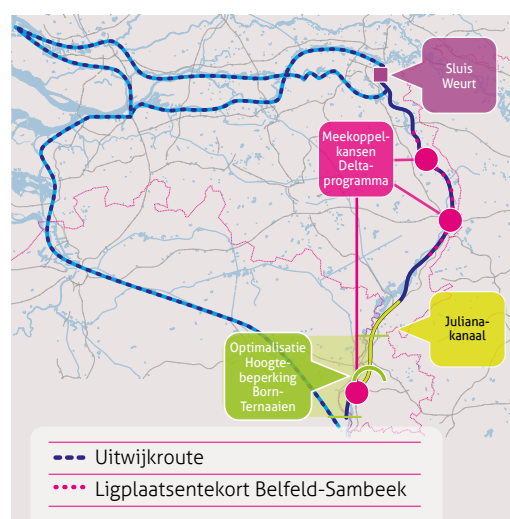 Sluis
Weurt
Meekoppel-
kansen
Delta-
programma
Juliana-
kanaal
Optimalisatie
Hoogte-
beperking
Born-
Ternaaien
Uitwijkroute
Ligplaatsentekort Belfeld-Sambeek